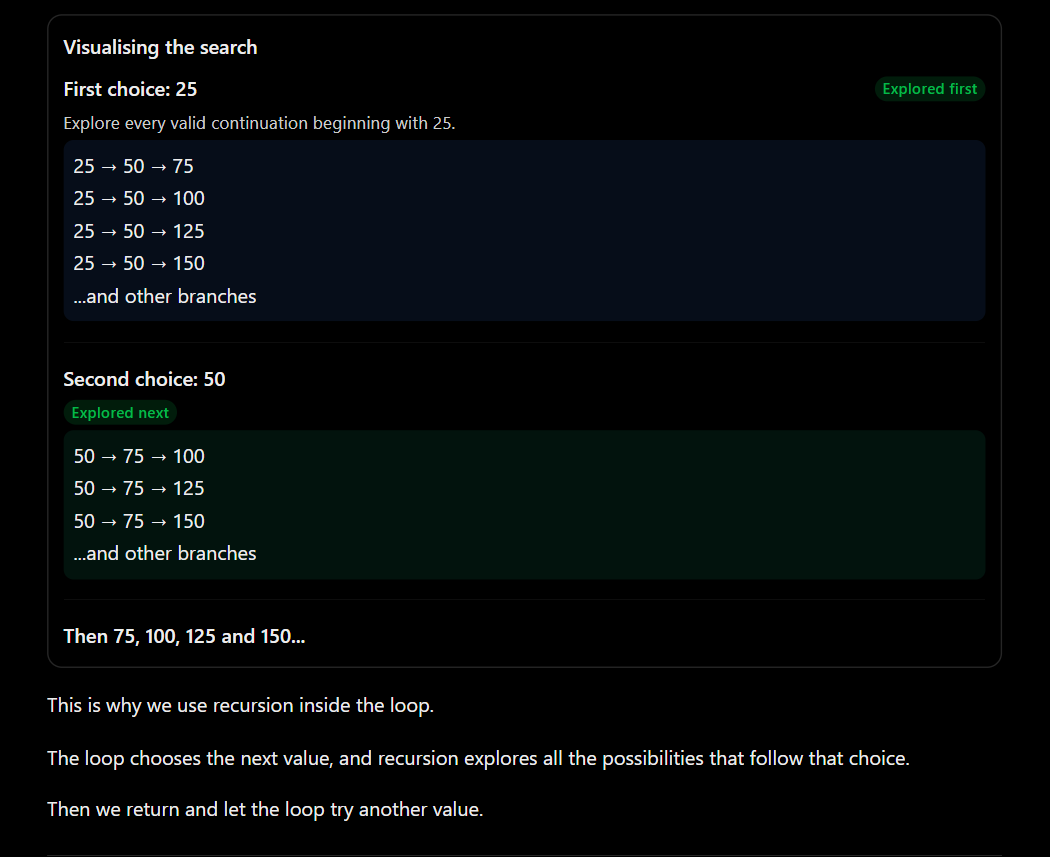 Visualising the search
First choice: 25
Explored first
Explore every valid continuation beginning with 25.
25 → 50 → 75
25 → 50 → 100
25 → 50 → 125
25 → 50 → 150
...and other branches
Second choice: 50
Explored next
50 → 75 → 100
50 → 75 → 125
50 → 75 → 150
...and other branches
Then 75, 100, 125 and 150...
This is why we use recursion inside the loop.
The loop chooses the next value, and recursion explores all the possibilities that follow that choice.
Then we return and let the loop try another value.